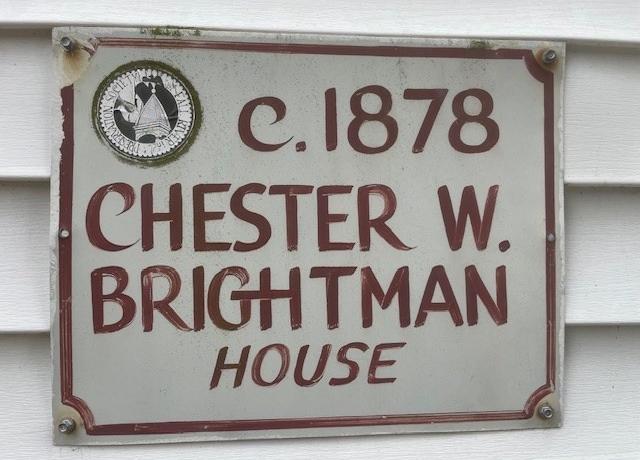 c. 1878
CHESTER W.
BRIGHTMAN
HOUSE